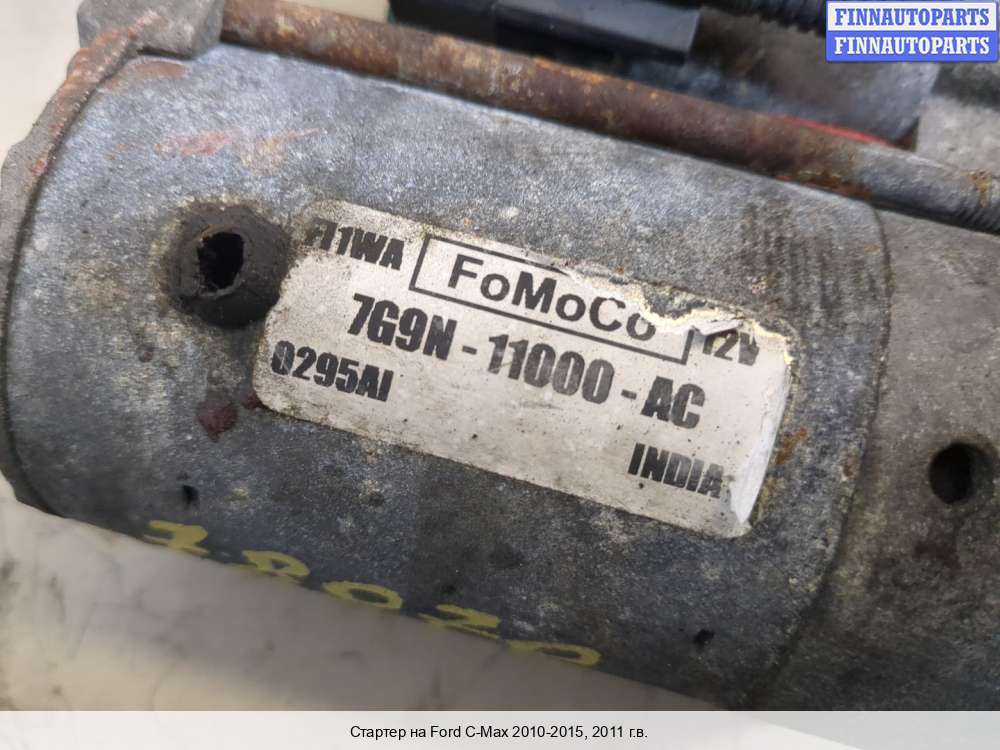 FINNAUTOPARTS
FINNAUTOPARTS
FoMoCo
12V
7G9N-11000-AC
0295AI
INDIA
Стартер на Ford C-Max 2010-2015, 2011 г.в.